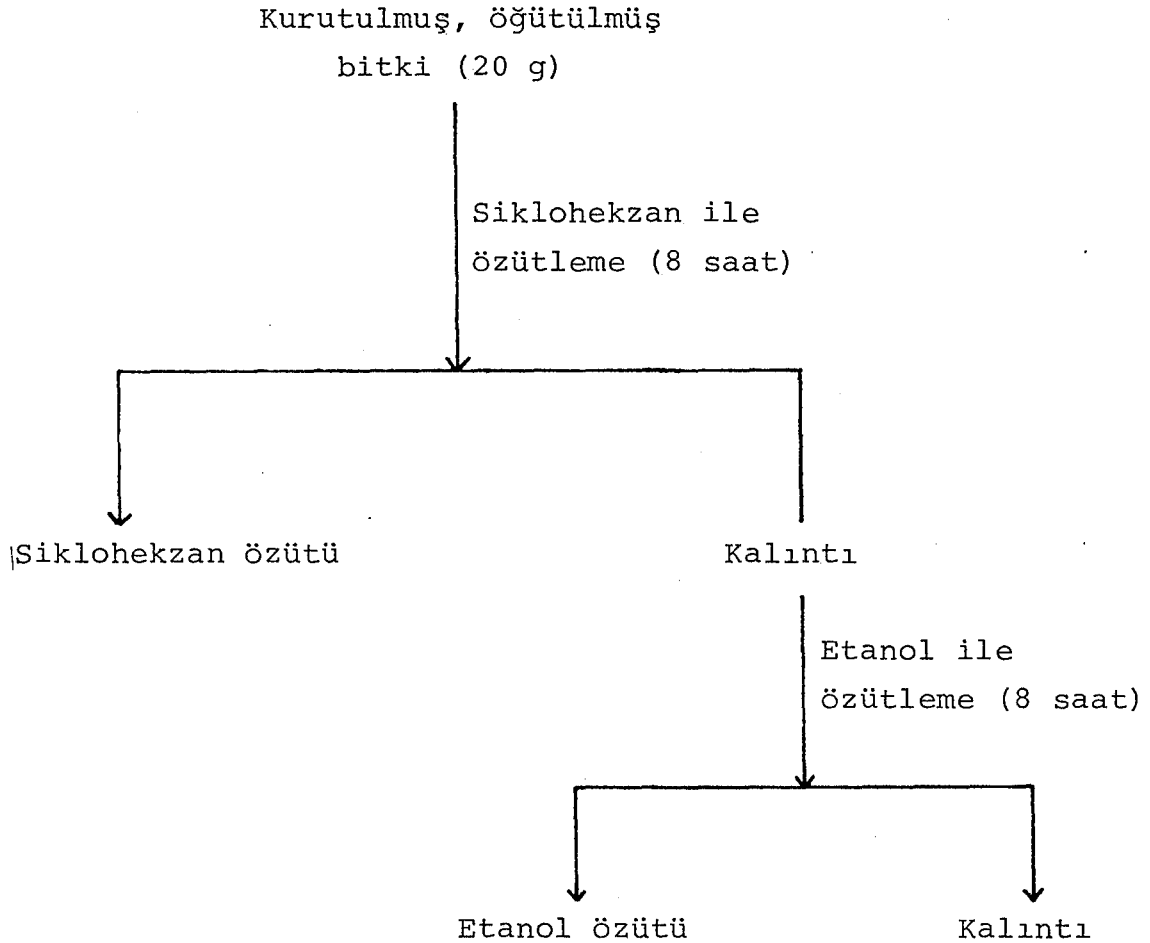 Kurutulmuş, öğütülmüş
bitki (20 g)
Siklohekzan ile
özütleme (8 saat)
Siklohekzan özütü
Kalıntı
Etanol ile
özütleme (8 saat)
Etanol özütü
Kalıntı